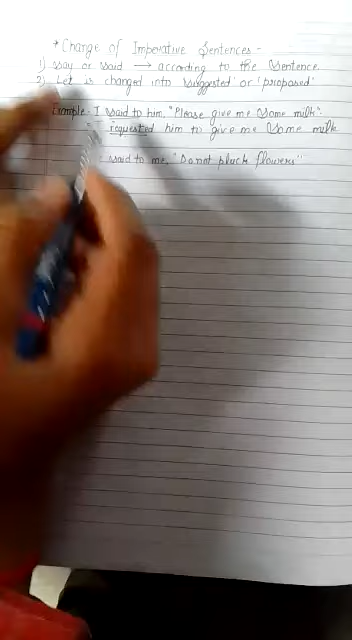 * Change of Imperative Sentences -
1) Say or Said → according to the Sentence.
2) Let is changed into 'suggested' or 'proposed'
Example - I said to him, "Please give me some milk".
requested him to give me some milk
said to me, "Do not pluck flowers"